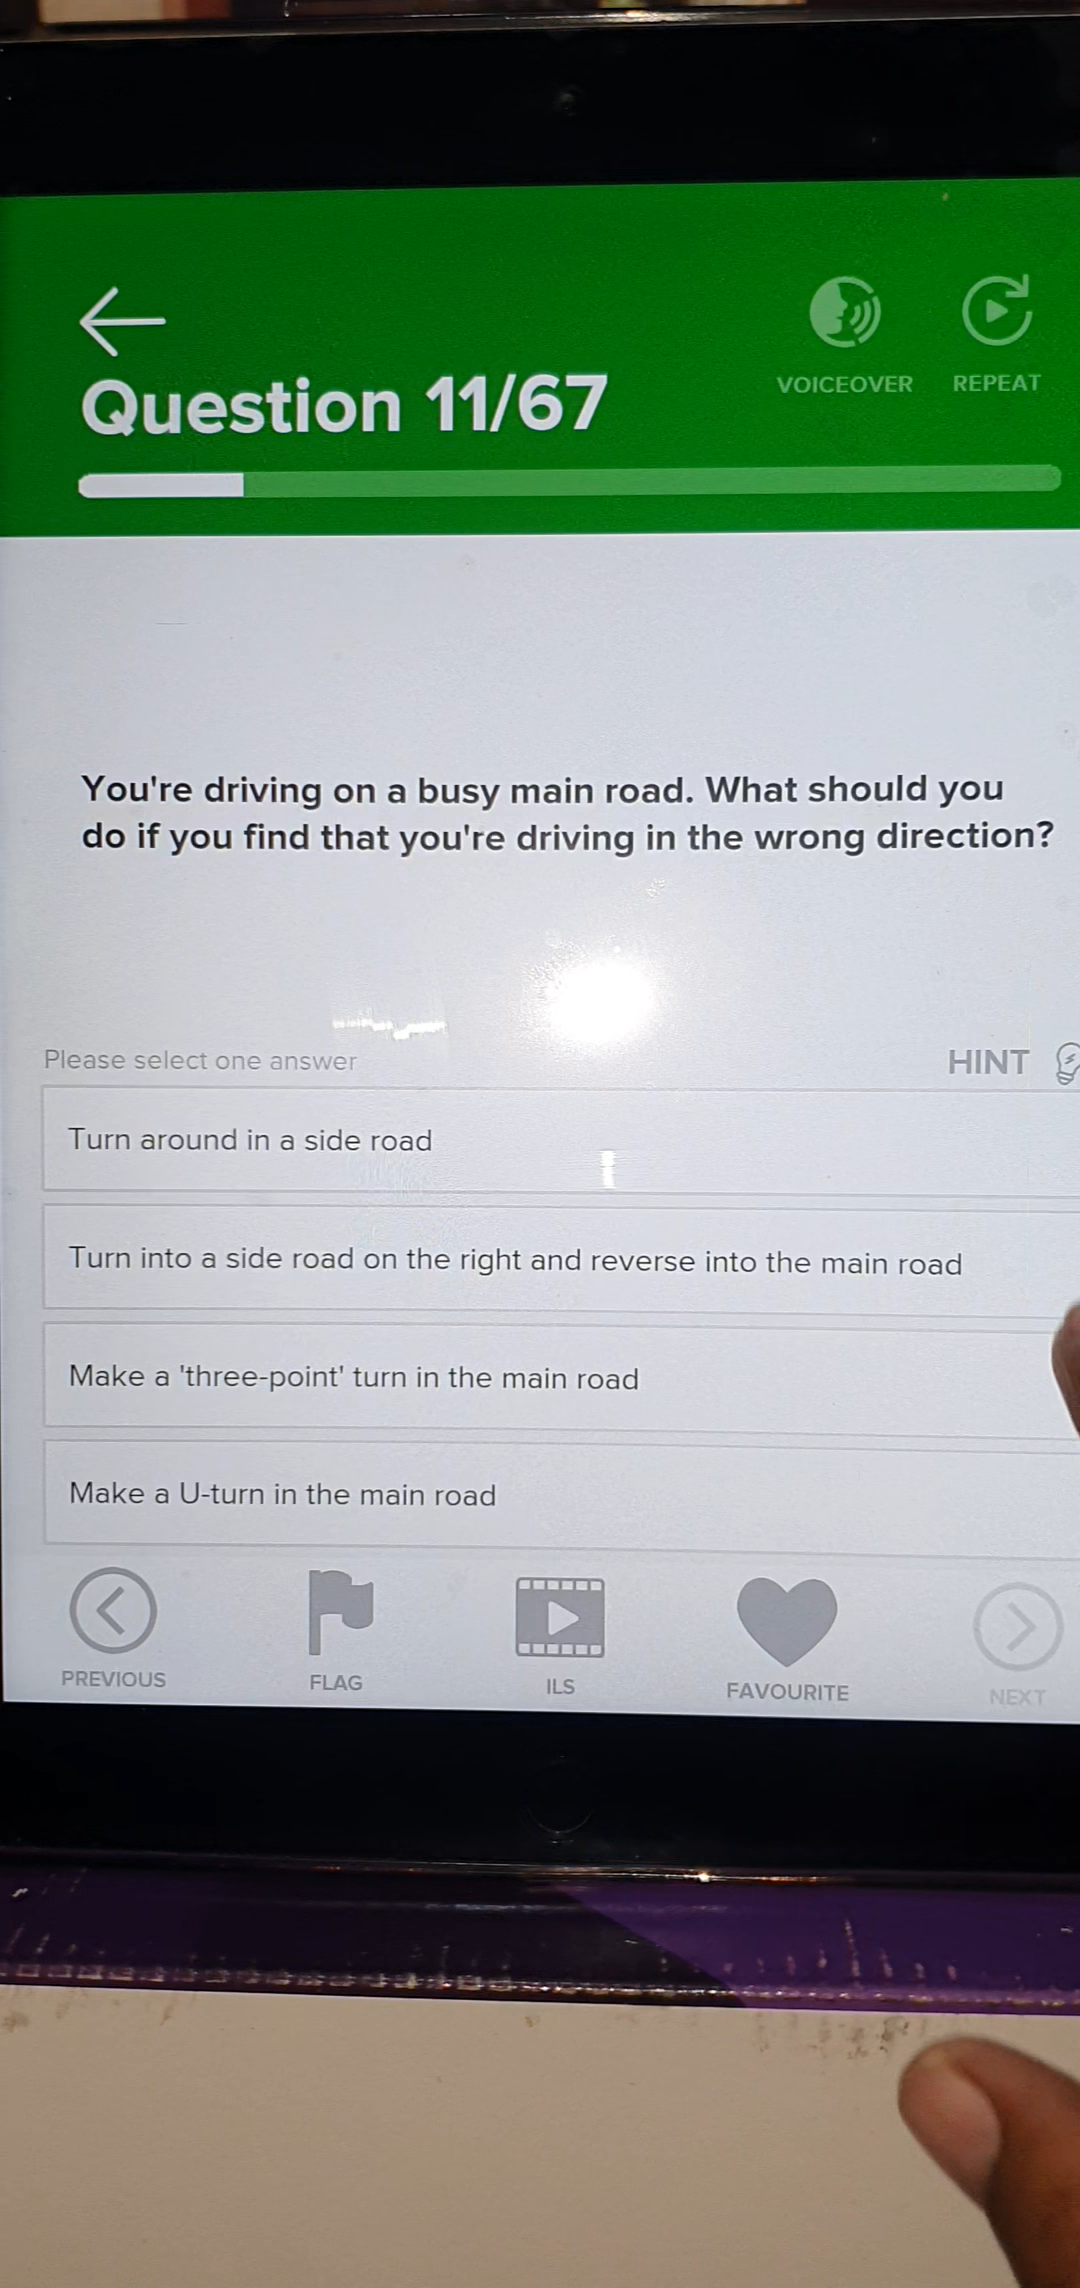 VOICEOVER
REPEAT
Question 11/67
You're driving on a busy main road. What should you
do if you find that you're driving in the wrong direction?
Please select one answer
HINT
Turn around in a side road
Turn into a side road on the right and reverse into the main road
Make a 'three-point' turn in the main road
Make a U-turn in the main road
PREVIOUS
FLAG
ILS
FAVOURITE
NEXT